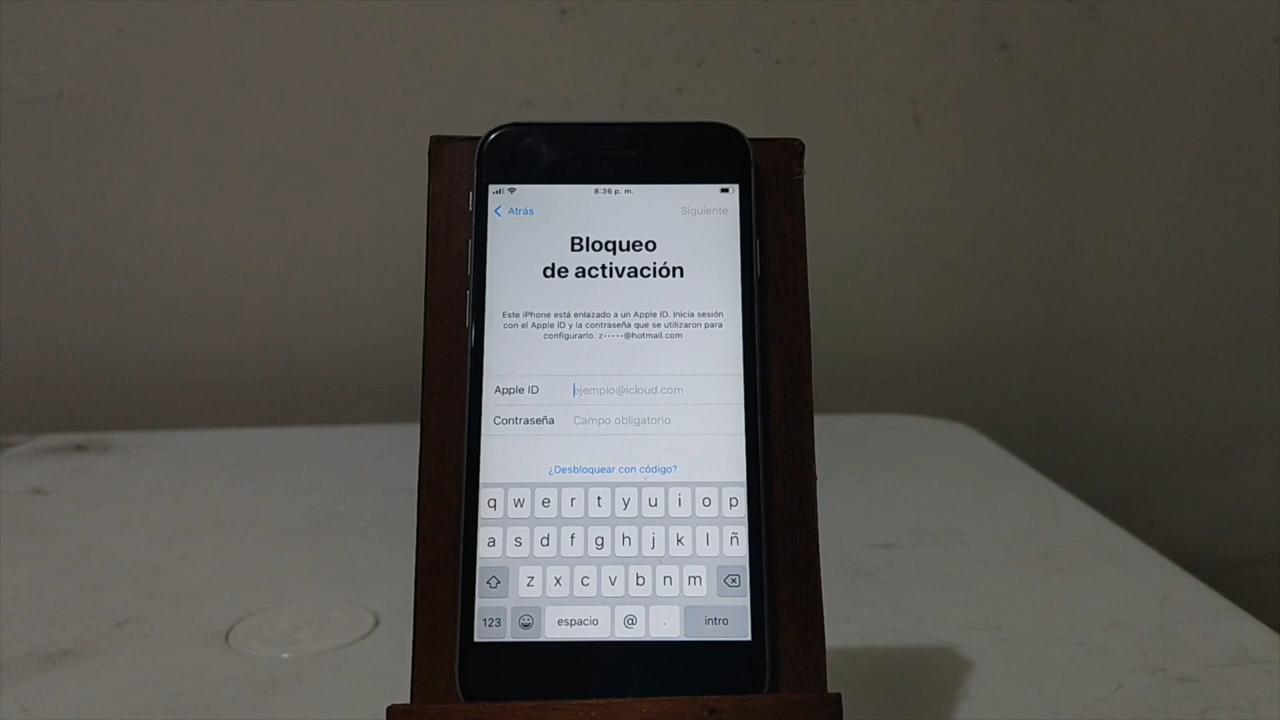 8:36 p. m.
Atrás Siguiente
Bloqueo
de activación
Este iPhone está enlazado a un Apple ID. Inicia sesión
con el Apple ID y la contraseña que se utilizaron para
configurarlo. z•••••@hotmail.com
Apple ID ejemplo@icloud.com
Contraseña Campo obligatorio
¿Desbloquear con código?
q w e r t y u i o p
a s d f g h j k l ñ
z x c v b n m
123 espacio @ . intro